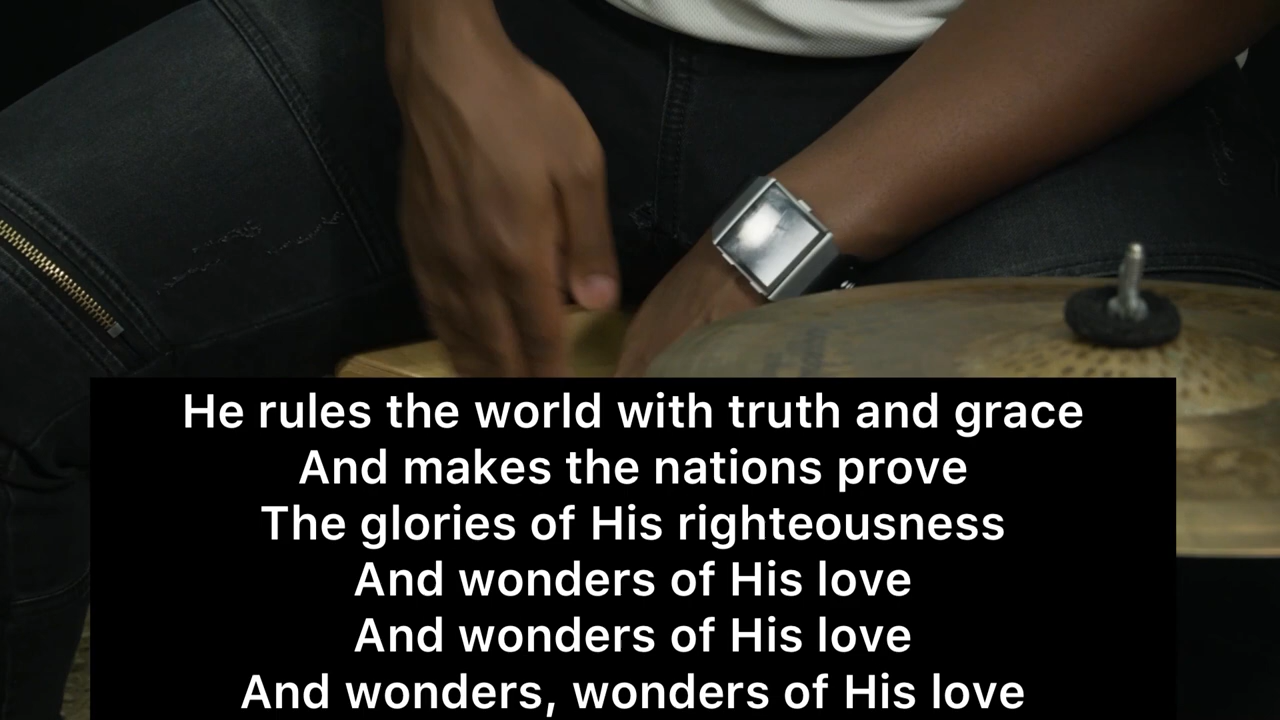 He rules the world with truth and grace
And makes the nations prove
The glories of His righteousness
And wonders of His love
And wonders of His love
And wonders, wonders of His love